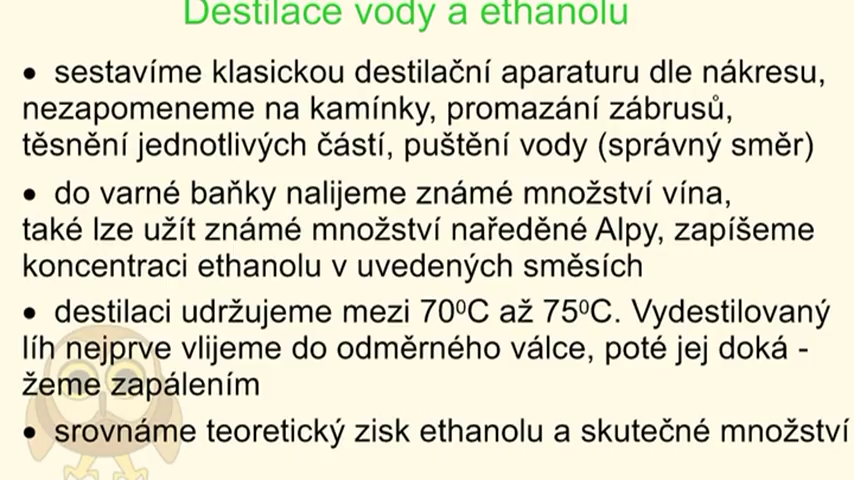 Destilace vody a ethanolu
• sestavíme klasickou destilační aparaturu dle nákresu,
nezapomeneme na kamínky, promazání zábrusů,
těsnění jednotlivých částí, puštění vody (správný směr)
• do varné baňky nalijeme známé množství vína,
také lze užít známé množství naředěné Alpy, zapíšeme
koncentraci ethanolu v uvedených směsích
• destilaci udržujeme mezi 70⁰C až 75⁰C. Vydestilovaný
líh nejprve vlijeme do odměrného válce, poté jej doká -
žeme zapálením
• srovnáme teoretický zisk ethanolu a skutečné množství